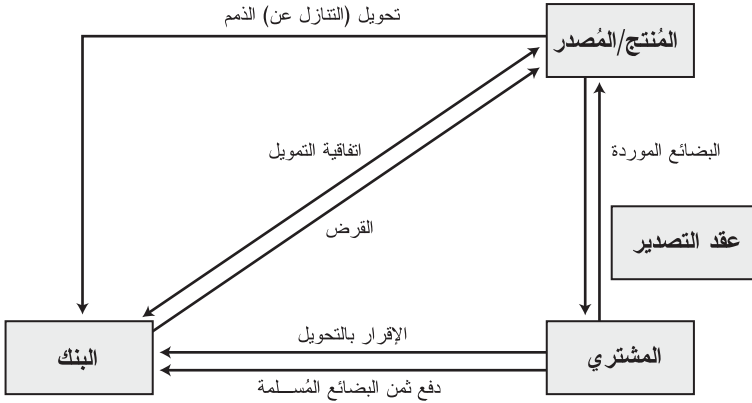 تحويل (التنازل عن) الذمم
المُنتج/المُصدر
اتفاقية التمويل
البضائع الموردة
القرض
عقد التصدير
الإقرار بالتحويل
المشتري
البنك
دفع ثمن البضائع المُســلمة